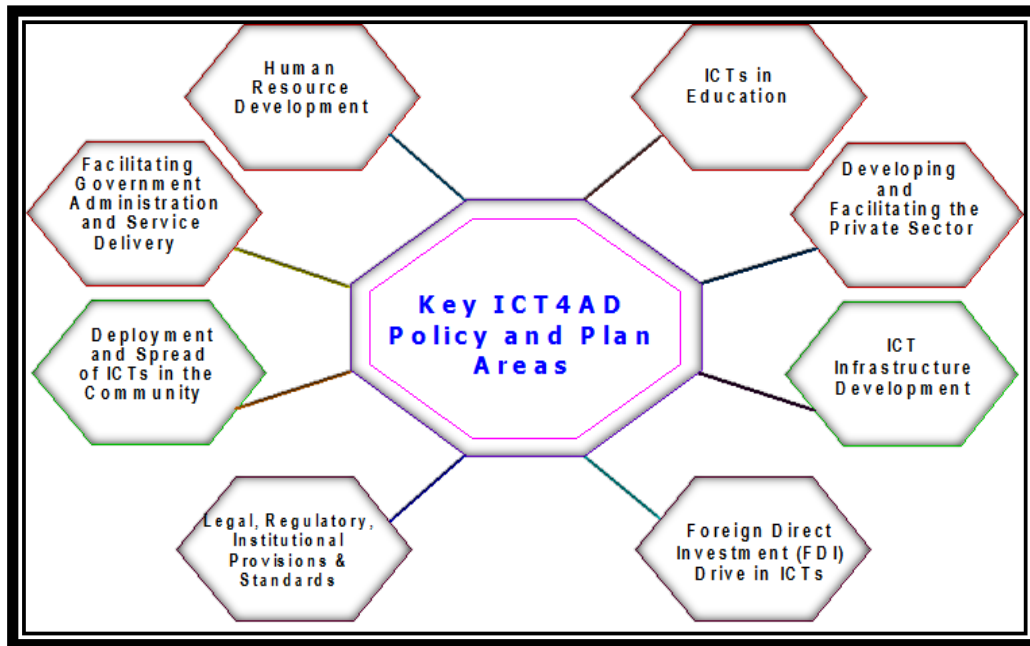 Human
Resource
Development
ICTs in
Education
Facilitating
Government
Administration
and Service
Delivery
Developing
and
Facilitating the
Private Sector
Key ICT4AD
Policy and Plan
Areas
Deployment
and Spread
of ICTs in the
Community
ICT
Infrastructure
Development
Legal, Regulatory,
Institutional
Provisions &
Standards
Foreign Direct
Investment (FDI)
Drive in ICTs